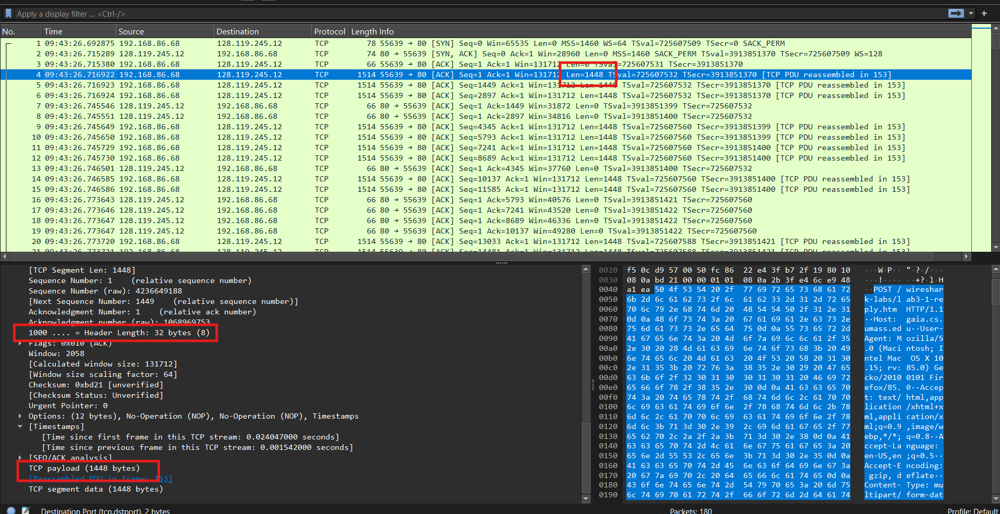 Apply a display filter ... <Ctrl-/>
No. Time Source Destination Protocol Length Info
1 09:43:26.692875 192.168.86.68 128.119.245.12 TCP 78 55639 → 80 [SYN] Seq=0 Win=65535 Len=0 MSS=1460 WS=64 TSval=725607509 TSecr=0 SACK_PERM
2 09:43:26.715289 128.119.245.12 192.168.86.68 TCP 74 80 → 55639 [SYN, ACK] Seq=0 Ack=1 Win=28960 Len=0 MSS=1460 SACK_PERM TSval=3913851370 TSecr=725607509 WS=128
3 09:43:26.715380 192.168.86.68 128.119.245.12 TCP 66 55639 → 80 [ACK] Seq=1 Ack=1 Win=131712 Len=0 TSval=725607531 TSecr=3913851370
4 09:43:26.716922 192.168.86.68 128.119.245.12 TCP 1514 55639 → 80 [ACK] Seq=1 Ack=1 Win=131712 Len=1448 TSval=725607532 TSecr=3913851370 [TCP PDU reassembled in 153]
5 09:43:26.716923 192.168.86.68 128.119.245.12 TCP 1514 55639 → 80 [ACK] Seq=1449 Ack=1 Win=131712 Len=1448 TSval=725607532 TSecr=3913851370 [TCP PDU reassembled in 153]
6 09:43:26.716924 192.168.86.68 128.119.245.12 TCP 1514 55639 → 80 [ACK] Seq=2897 Ack=1 Win=131712 Len=1448 TSval=725607532 TSecr=3913851370 [TCP PDU reassembled in 153]
7 09:43:26.745546 128.119.245.12 192.168.86.68 TCP 66 80 → 55639 [ACK] Seq=1 Ack=1449 Win=31872 Len=0 TSval=3913851399 TSecr=725607532
8 09:43:26.745551 128.119.245.12 192.168.86.68 TCP 66 80 → 55639 [ACK] Seq=1 Ack=2897 Win=34816 Len=0 TSval=3913851400 TSecr=725607532
9 09:43:26.745649 192.168.86.68 128.119.245.12 TCP 1514 55639 → 80 [ACK] Seq=4345 Ack=1 Win=131712 Len=1448 TSval=725607560 TSecr=3913851399 [TCP PDU reassembled in 153]
10 09:43:26.745650 192.168.86.68 128.119.245.12 TCP 1514 55639 → 80 [ACK] Seq=5793 Ack=1 Win=131712 Len=1448 TSval=725607560 TSecr=3913851399 [TCP PDU reassembled in 153]
11 09:43:26.745729 192.168.86.68 128.119.245.12 TCP 1514 55639 → 80 [ACK] Seq=7241 Ack=1 Win=131712 Len=1448 TSval=725607560 TSecr=3913851400 [TCP PDU reassembled in 153]
12 09:43:26.745730 192.168.86.68 128.119.245.12 TCP 1514 55639 → 80 [ACK] Seq=8689 Ack=1 Win=131712 Len=1448 TSval=725607560 TSecr=3913851400 [TCP PDU reassembled in 153]
13 09:43:26.746501 128.119.245.12 192.168.86.68 TCP 66 80 → 55639 [ACK] Seq=1 Ack=4345 Win=37760 Len=0 TSval=3913851400 TSecr=725607532
14 09:43:26.746585 192.168.86.68 128.119.245.12 TCP 1514 55639 → 80 [ACK] Seq=10137 Ack=1 Win=131712 Len=1448 TSval=725607560 TSecr=3913851400 [TCP PDU reassembled in 153]
15 09:43:26.746586 192.168.86.68 128.119.245.12 TCP 1514 55639 → 80 [ACK] Seq=11585 Ack=1 Win=131712 Len=1448 TSval=725607560 TSecr=3913851400 [TCP PDU reassembled in 153]
16 09:43:26.773643 128.119.245.12 192.168.86.68 TCP 66 80 → 55639 [ACK] Seq=1 Ack=5793 Win=40576 Len=0 TSval=3913851421 TSecr=725607560
17 09:43:26.773646 128.119.245.12 192.168.86.68 TCP 66 80 → 55639 [ACK] Seq=1 Ack=7241 Win=43520 Len=0 TSval=3913851422 TSecr=725607560
18 09:43:26.773647 128.119.245.12 192.168.86.68 TCP 66 80 → 55639 [ACK] Seq=1 Ack=8689 Win=46336 Len=0 TSval=3913851422 TSecr=725607560
19 09:43:26.773647 128.119.245.12 192.168.86.68 TCP 66 80 → 55639 [ACK] Seq=1 Ack=10137 Win=49280 Len=0 TSval=3913851422 TSecr=725607560
20 09:43:26.773720 192.168.86.68 128.119.245.12 TCP 1514 55639 → 80 [ACK] Seq=13033 Ack=1 Win=131712 Len=1448 TSval=725607588 TSecr=3913851421 [TCP PDU reassembled in 153]
21 09:43:26.773721 192.168.86.68 128.119.245.12 TCP 1514 55639 → 80 [ACK] Seq=14481 Ack=1 Win=131712 Len=1448 TSval=725607588 TSecr=3913851421 [TCP PDU reassembled in 153]
[TCP Segment Len: 1448]
Sequence Number: 1 (relative sequence number)
Sequence Number (raw): 4236649188
[Next Sequence Number: 1449 (relative sequence number)]
Acknowledgment Number: 1 (relative ack number)
Acknowledgment number (raw): 1068969753
1000 .... = Header Length: 32 bytes (8)
Flags: 0x010 (ACK)
Window: 2058
[Calculated window size: 131712]
[Window size scaling factor: 64]
Checksum: 0xbd21 [unverified]
[Checksum Status: Unverified]
Urgent Pointer: 0
Options: (12 bytes), No-Operation (NOP), No-Operation (NOP), Timestamps
[Timestamps]
[Time since first frame in this TCP stream: 0.024047000 seconds]
[Time since previous frame in this TCP stream: 0.001542000 seconds]
[SEQ/ACK analysis]
TCP payload (1448 bytes)
[Reassembled PDU in frame: 153]
TCP segment data (1448 bytes)
0020 f5 0c d9 57 00 50 fc 86 22 e4 3f b7 2f 19 80 10 ···W·P·· "·?·/···
0030 08 0a bd 21 00 00 01 01 08 0a 2b 3f e4 6c e9 48 ···!···· ··+?·l·H
0040 a1 ea 50 4f 53 54 20 2f 77 69 72 65 73 68 61 72 ··POST / wireshar
0050 6b 2d 6c 61 62 73 2f 6c 61 62 33 2d 31 2d 72 65 k-labs/l ab3-1-re
0060 70 6c 79 2e 68 74 6d 20 48 54 54 50 2f 31 2e 31 ply.htm HTTP/1.1
0070 0d 0a 48 6f 73 74 3a 20 67 61 69 61 2e 63 73 2e ··Host: gaia.cs.
0080 75 6d 61 73 73 2e 65 64 75 0d 0a 55 73 65 72 2d umass.ed u··User-
0090 41 67 65 6e 74 3a 20 4d 6f 7a 69 6c 6c 61 2f 35 Agent: M ozilla/5
00a0 2e 30 20 28 4d 61 63 69 6e 74 6f 73 68 3b 20 49 .0 (Maci ntosh; I
00b0 6e 74 65 6c 20 4d 61 63 20 4f 53 20 58 20 31 30 ntel Mac OS X 10
00c0 2e 31 35 3b 20 72 76 3a 38 35 2e 30 29 20 47 65 .15; rv: 85.0) Ge
00d0 63 6b 6f 2f 32 30 31 30 30 31 30 31 20 46 69 72 cko/2010 0101 Fir
00e0 65 66 6f 78 2f 38 35 2e 30 0d 0a 41 63 63 65 70 efox/85. 0··Accep
00f0 74 3a 20 74 65 78 74 2f 68 74 6d 6c 2c 61 70 70 t: text/ html,app
0100 6c 69 63 61 74 69 6f 6e 2f 78 68 74 6d 6c 2b 78 lication /xhtml+x
0110 6d 6c 2c 61 70 70 6c 69 63 61 74 69 6f 6e 2f 78 ml,appli cation/x
0120 6d 6c 3b 71 3d 30 2e 39 2c 69 6d 61 67 65 2f 77 ml;q=0.9 ,image/w
0130 65 62 70 2c 2a 2f 2a 3b 71 3d 30 2e 38 0d 0a 41 ebp,*/*; q=0.8··A
0140 63 63 65 70 74 2d 4c 61 6e 67 75 61 67 65 3a 20 ccept-La nguage:
0150 65 6e 2d 55 53 2c 65 6e 3b 71 3d 30 2e 35 0d 0a en-US,en ;q=0.5··
0160 41 63 63 65 70 74 2d 45 6e 63 6f 64 69 6e 67 3a Accept-E ncoding:
0170 20 67 7a 69 70 2c 20 64 65 66 6c 61 74 65 0d 0a gzip, d eflate··
0180 43 6f 6e 74 65 6e 74 2d 54 79 70 65 3a 20 6d 75 Content- Type: mu
0190 6c 74 69 70 61 72 74 2f 66 6f 72 6d 2d 64 61 74 ltipart/ form-dat
Destination Port (tcp.dstport), 2 bytes Packets: 180 Profile: Default